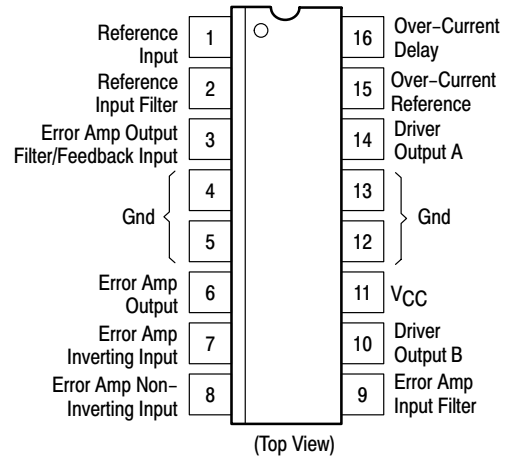 Reference
Input
1
Reference
Input Filter
2
Error Amp Output
Filter/Feedback Input
3
Gnd
4
5
Error Amp
Output
6
Error Amp
Inverting Input
7
Error Amp Non–
Inverting Input
8
16
Over–Current
Delay
15
Over–Current
Reference
14
Driver
Output A
13
12
Gnd
11
VCC
10
Driver
Output B
9
Error Amp
Input Filter
(Top View)